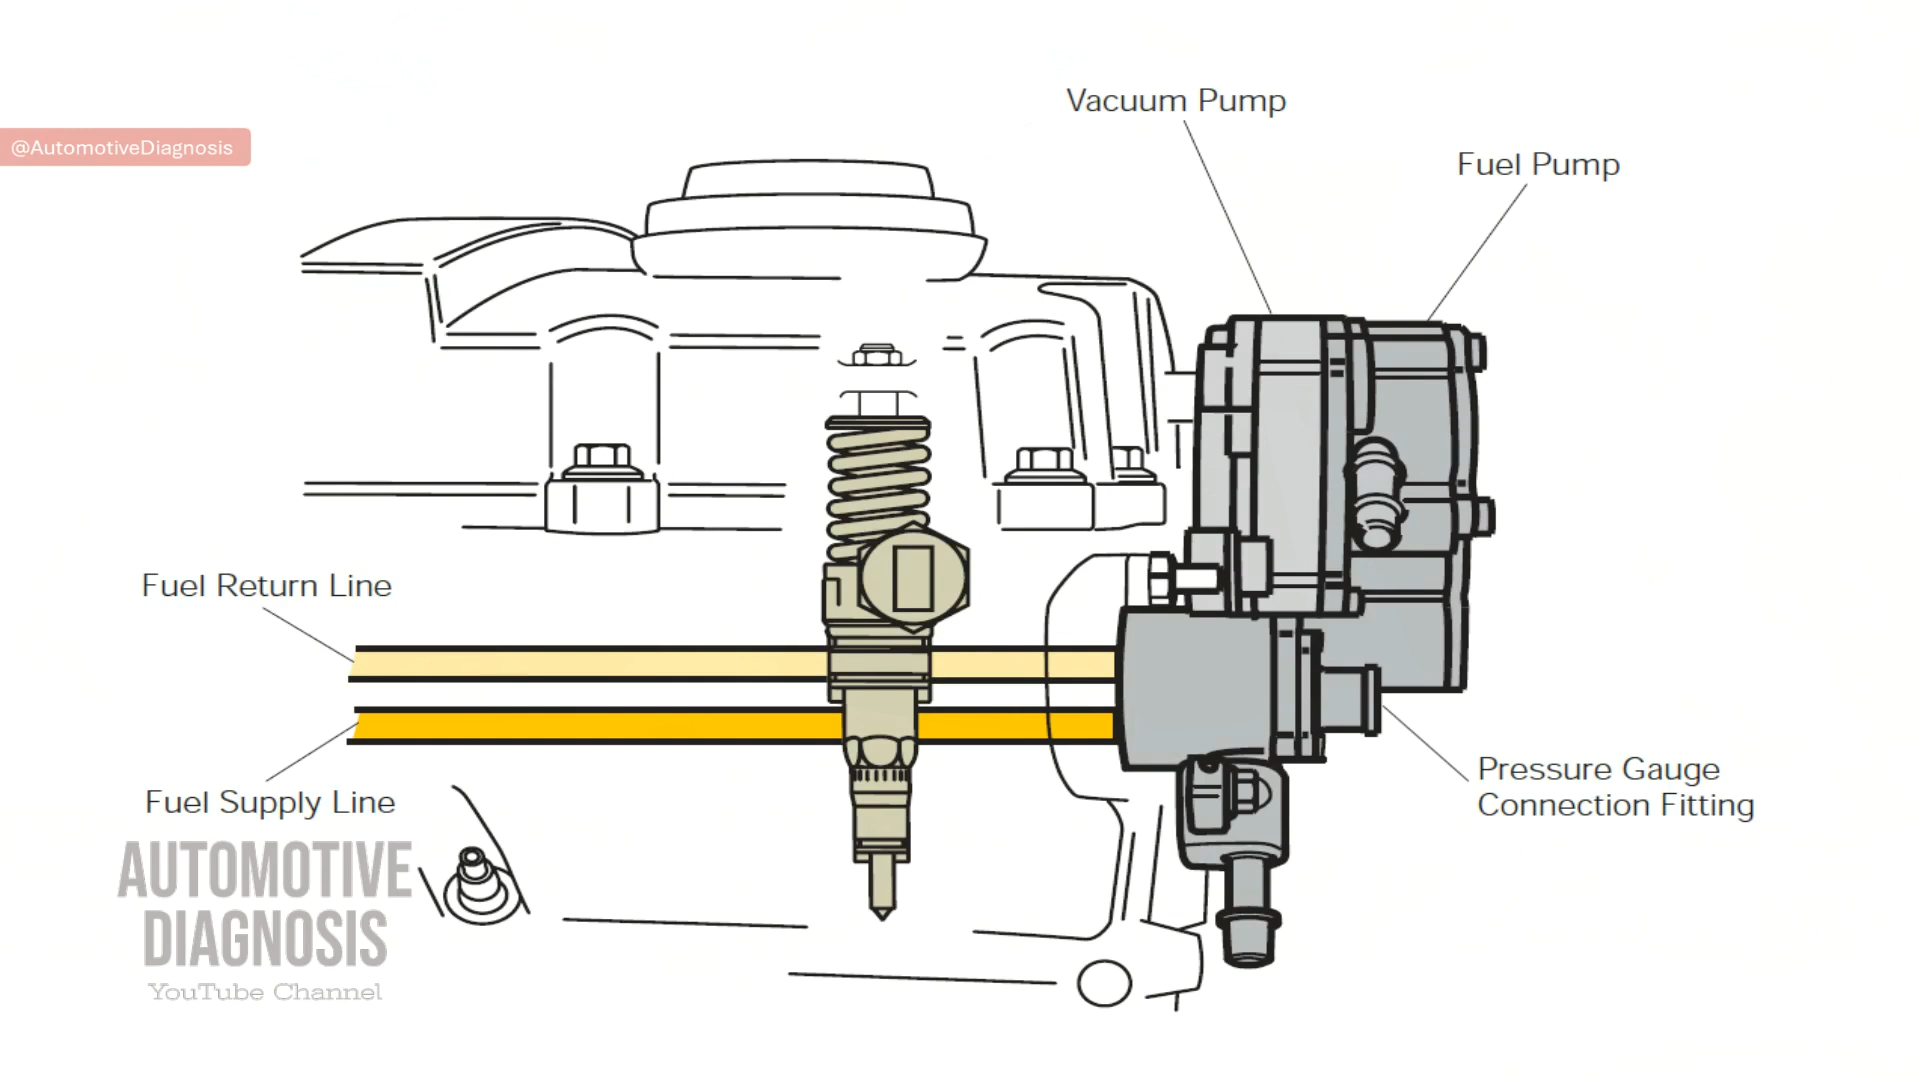 Vacuum Pump
@AutomotiveDiagnosis
Fuel Pump
Fuel Return Line
Fuel Supply Line
Pressure Gauge
Connection Fitting
AUTOMOTIVE
DIAGNOSIS
YouTube Channel